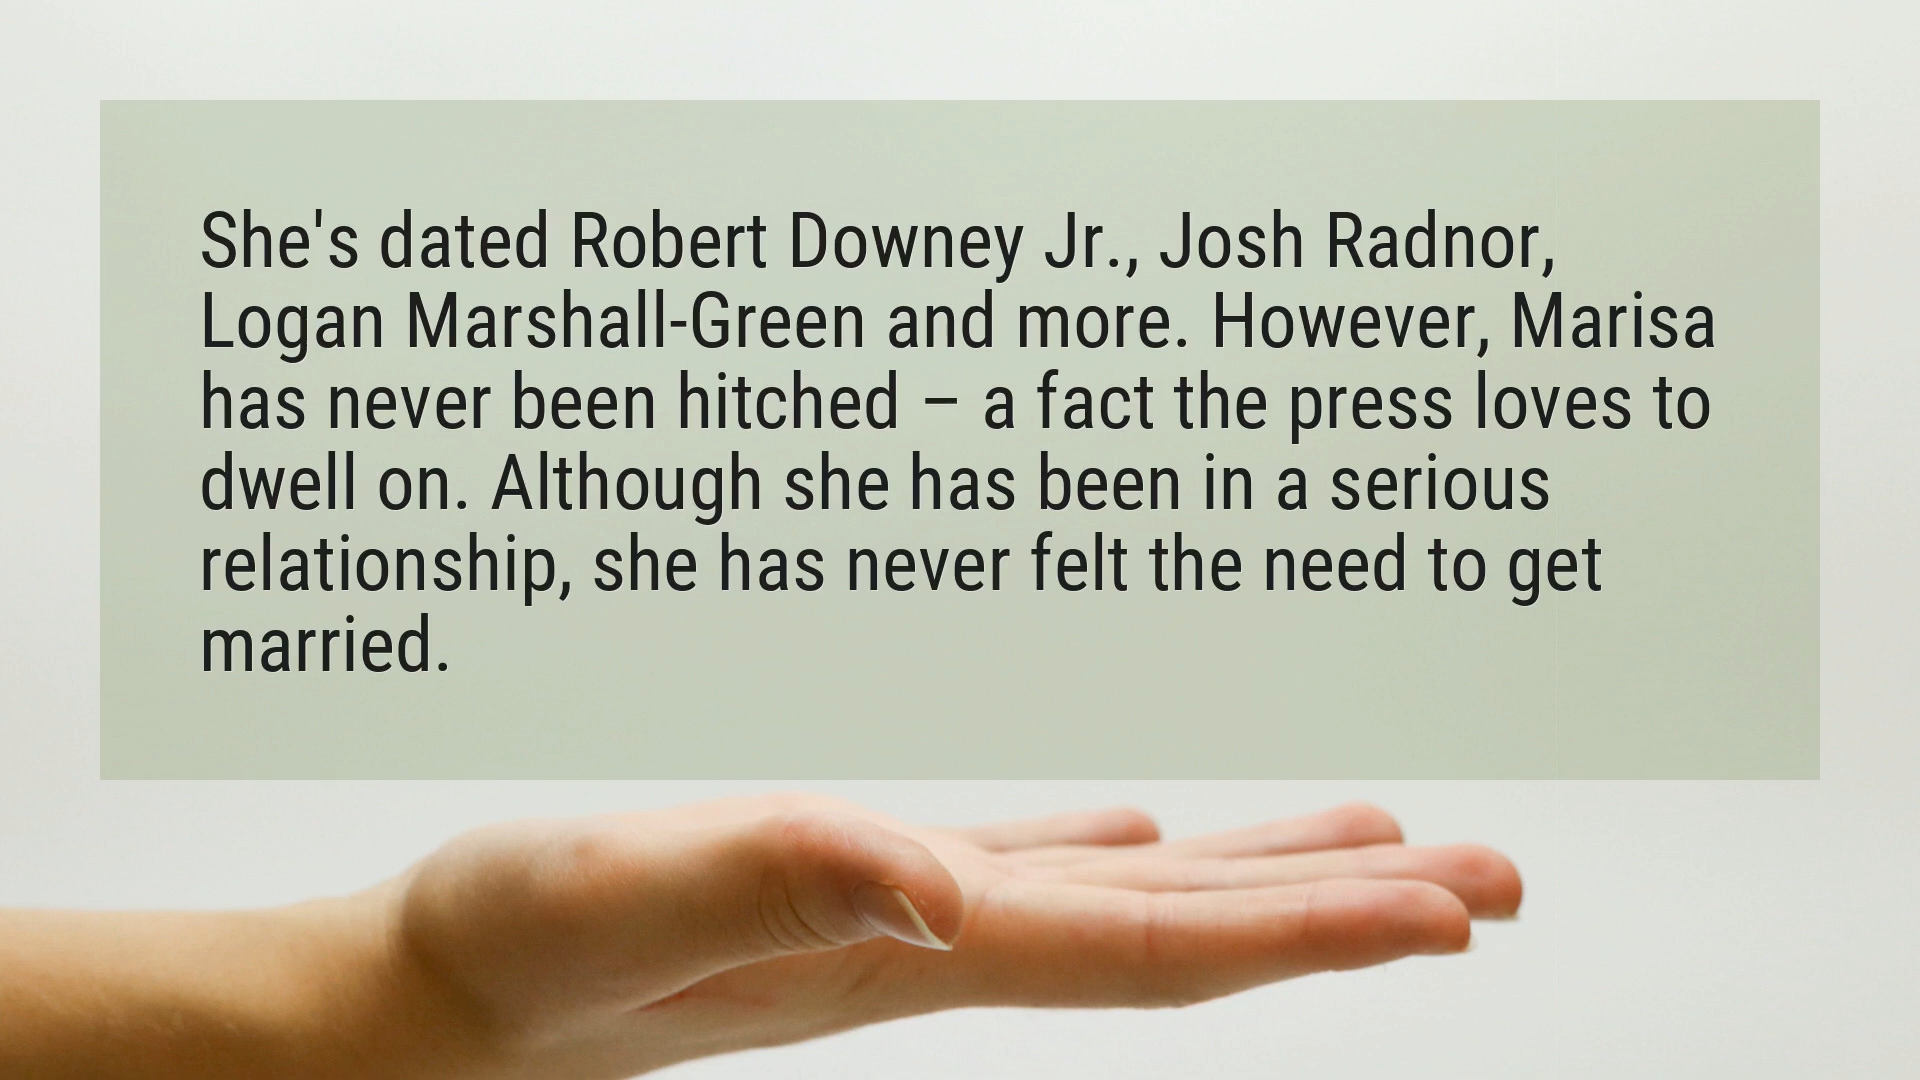 She's dated Robert Downey Jr., Josh Radnor,
Logan Marshall-Green and more. However, Marisa
has never been hitched – a fact the press loves to
dwell on. Although she has been in a serious
relationship, she has never felt the need to get
married.